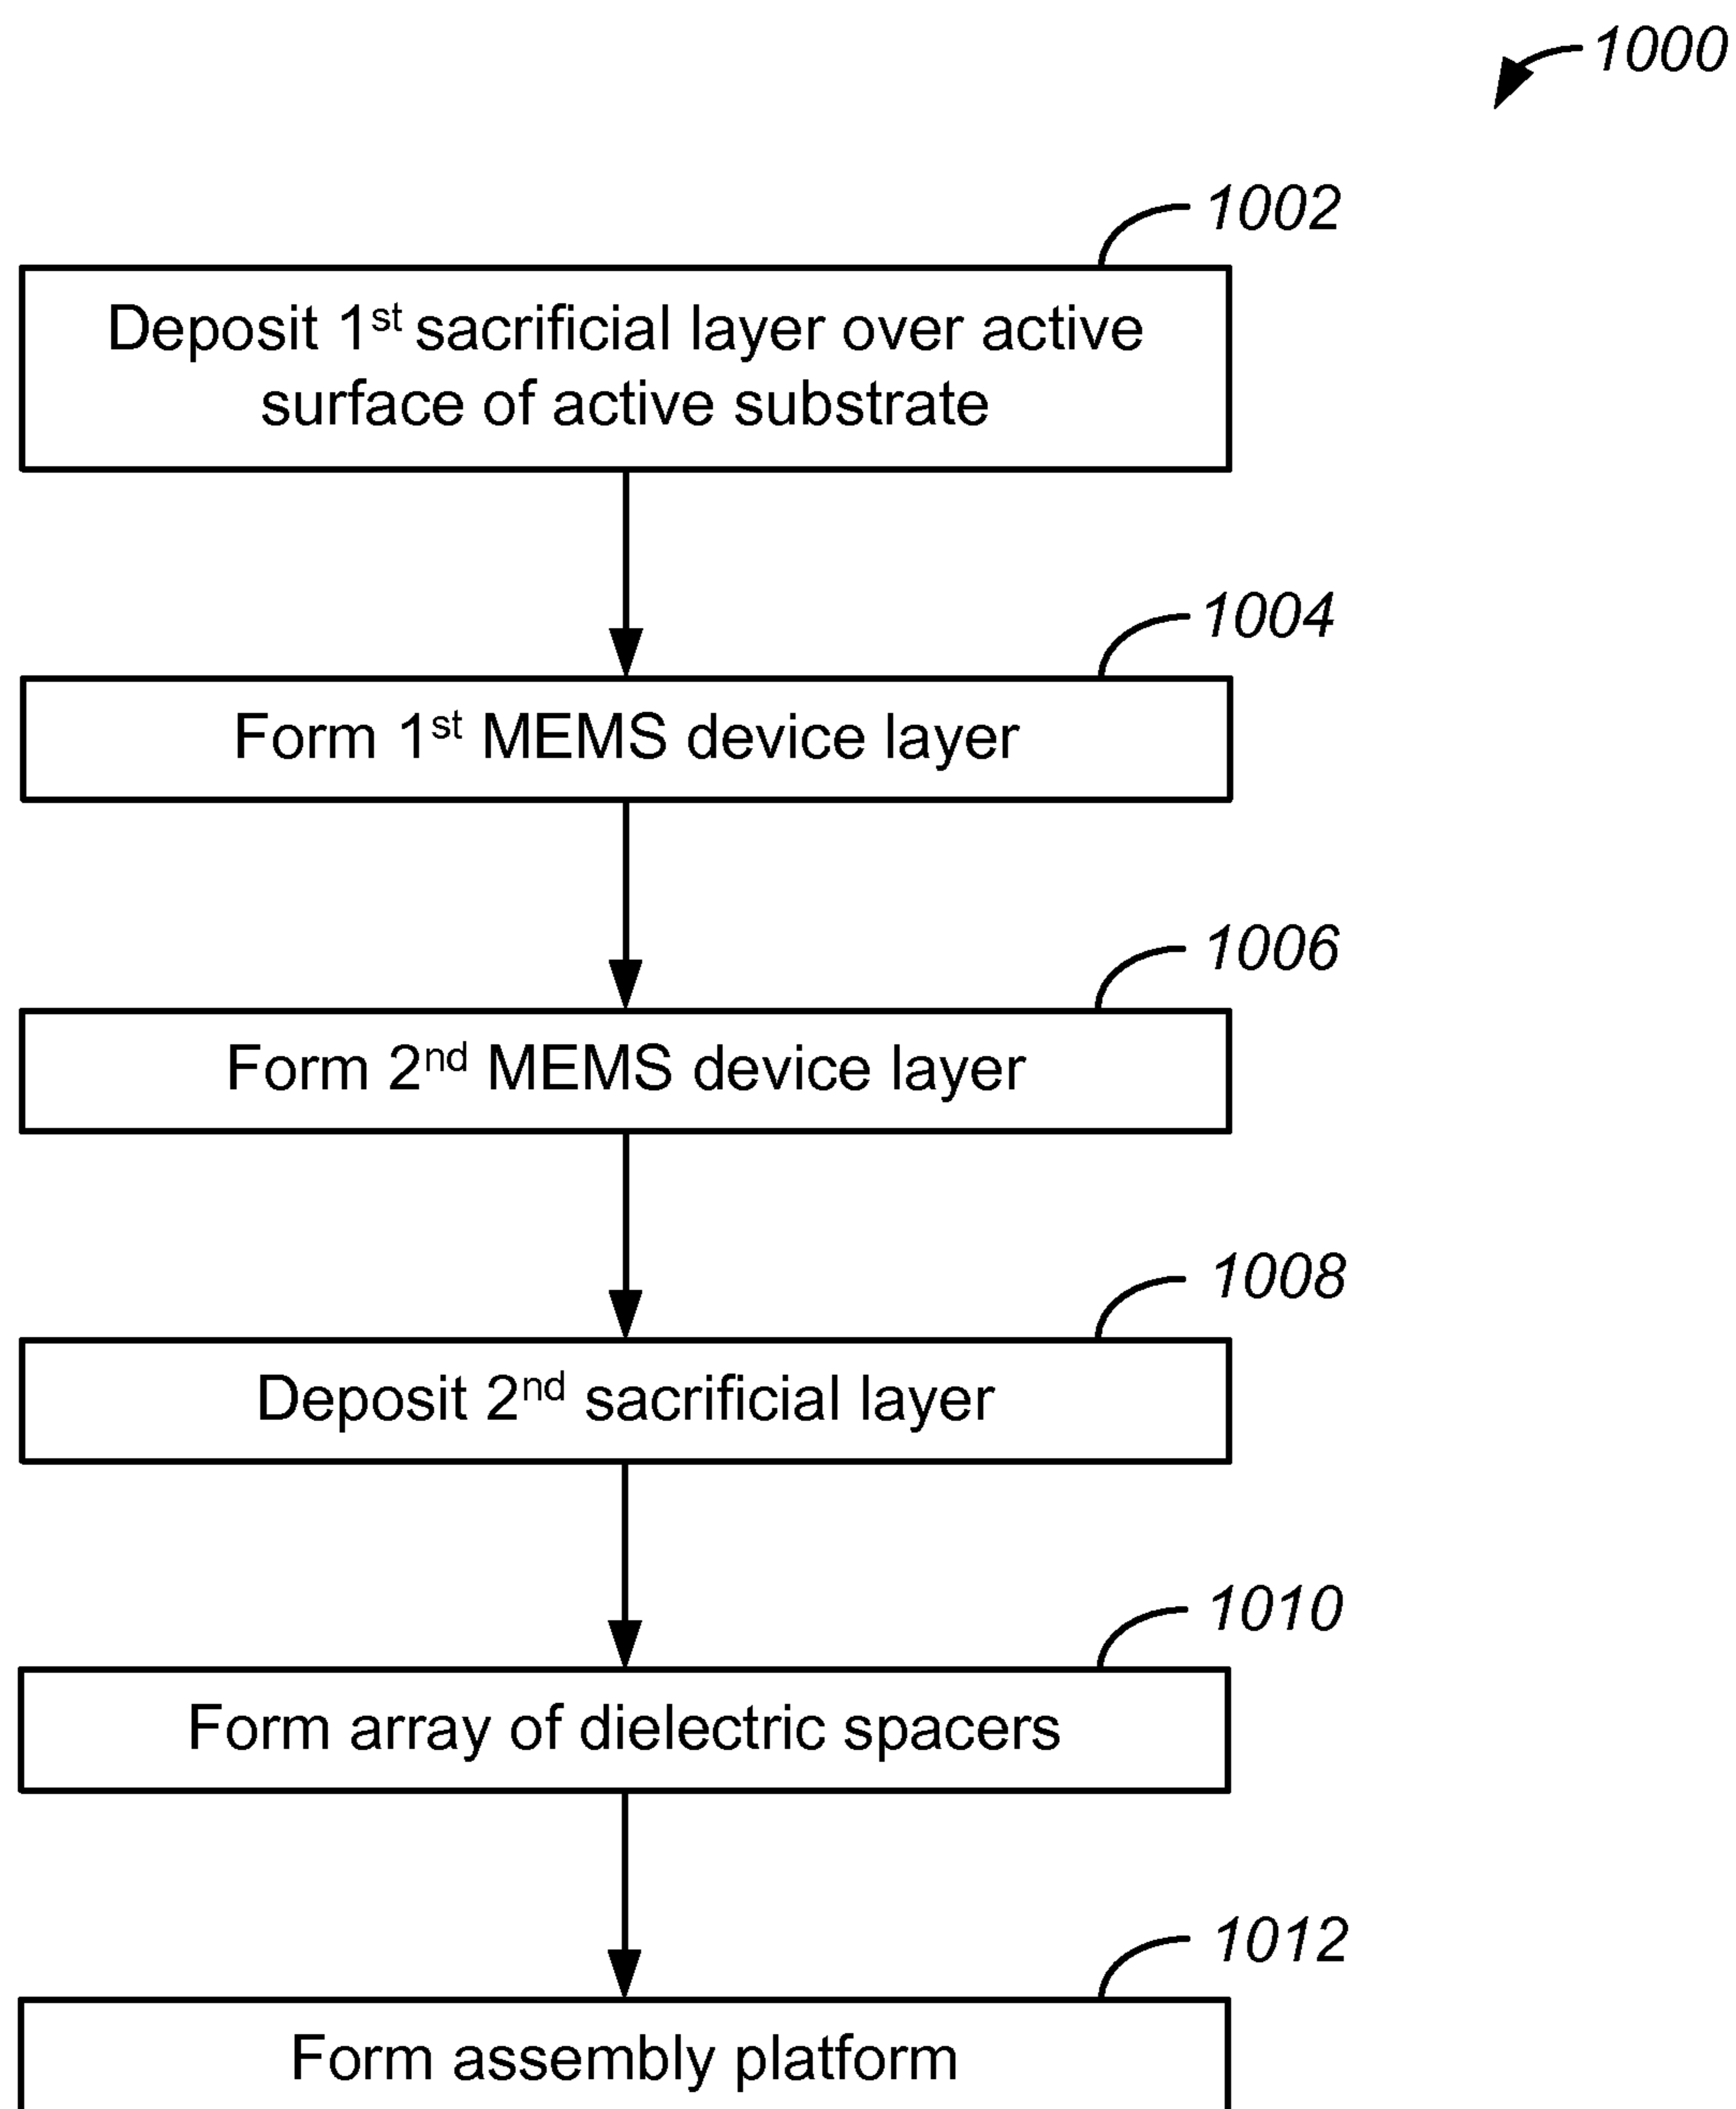 1000
1002
Deposit 1st sacrificial layer over active
surface of active substrate
1004
Form 1st MEMS device layer
1006
Form 2nd MEMS device layer
1008
Deposit 2nd sacrificial layer
1010
Form array of dielectric spacers
1012
Form assembly platform